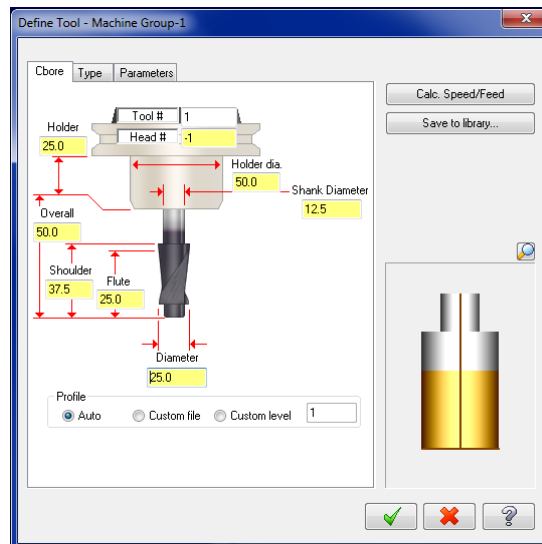 Define Tool - Machine Group-1
x
Cbore Type Parameters
Calc. Speed/Feed
Save to library...
Tool # 1
Head # -1
Holder
25.0
Holder dia.
50.0
Shank Diameter
12.5
Overall
50.0
Shoulder
37.5
Flute
25.0
Diameter
25.0
Profile
Auto Custom file Custom level 1
?